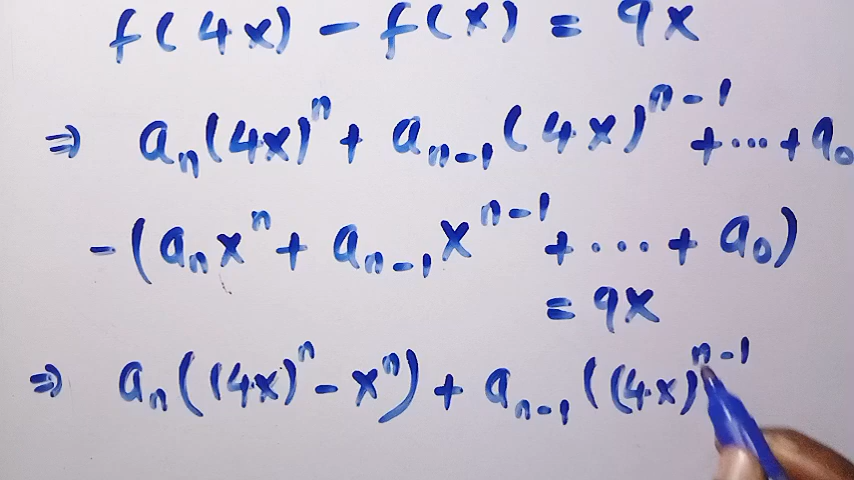 f(4x) - f(x) = 9x
⇒ aₙ(4x)ⁿ + aₙ₋₁(4x)ⁿ⁻¹ + ... + a₀
- (aₙxⁿ + aₙ₋₁xⁿ⁻¹ + ... + a₀)
= 9x
⇒ aₙ((4x)ⁿ - xⁿ) + aₙ₋₁((4x)ⁿ⁻¹